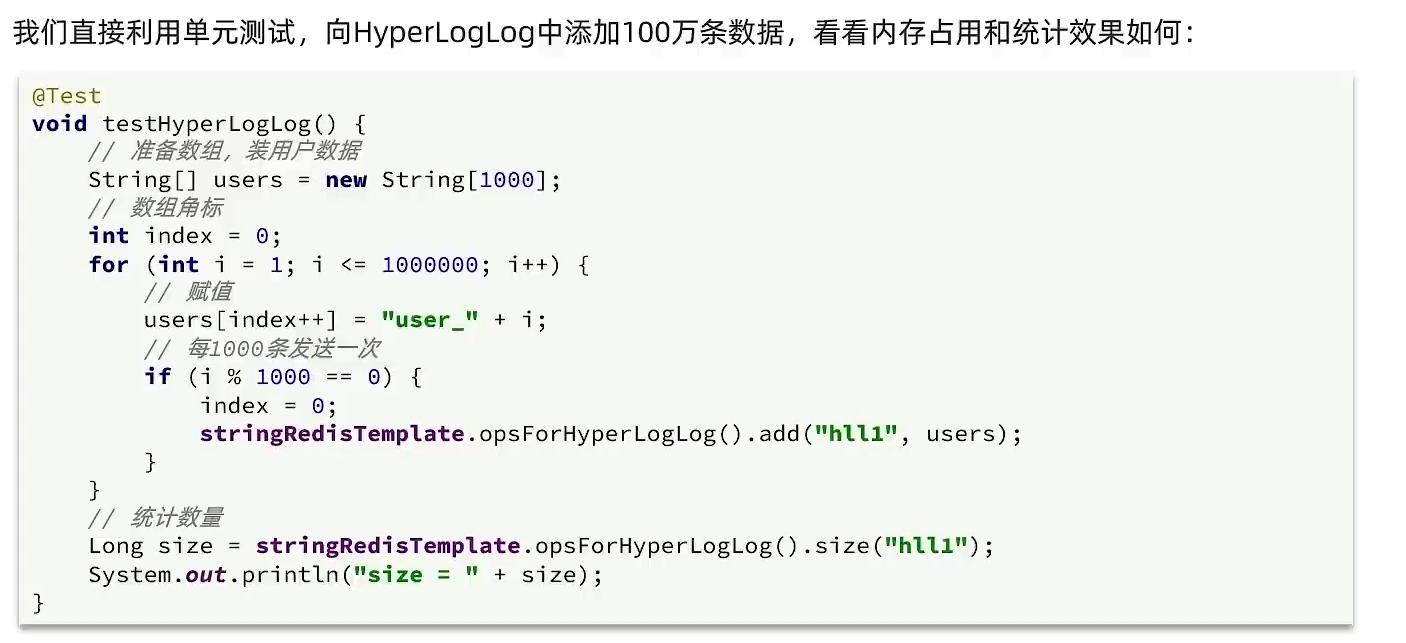 我们直接利用单元测试，向HyperLogLog中添加100万条数据，看看内存占用和统计效果如何：
@Test
void testHyperLogLog() {
    // 准备数组，装用户数据
    String[] users = new String[1000];
    // 数组角标
    int index = 0;
    for (int i = 1; i <= 1000000; i++) {
        // 赋值
        users[index++] = "user_" + i;
        // 每1000条发送一次
        if (i % 1000 == 0) {
            index = 0;
            stringRedisTemplate.opsForHyperLogLog().add("hll1", users);
        }
    }
    // 统计数量
    Long size = stringRedisTemplate.opsForHyperLogLog().size("hll1");
    System.out.println("size = " + size);
}